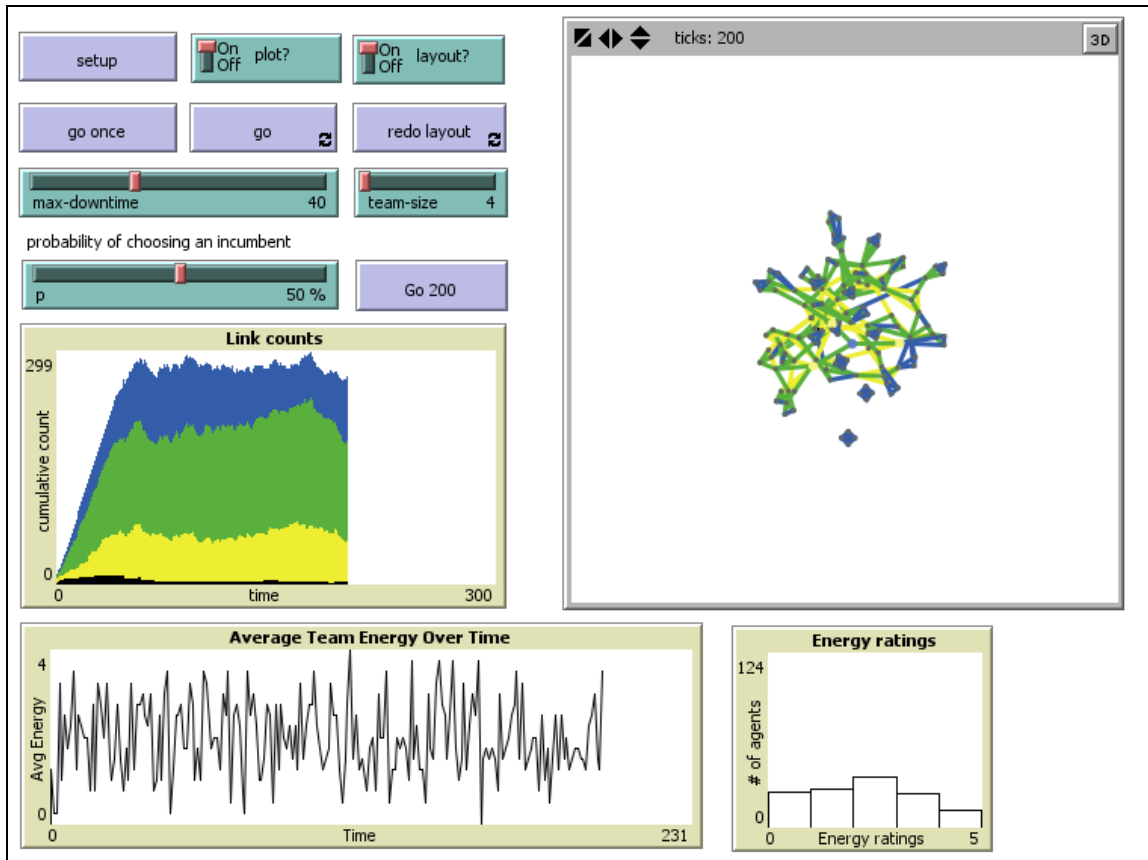 setup
On
Off
plot?
On
Off
layout?
ticks: 200
3D
go once
go
redo layout
max-downtime 40
team-size 4
probability of choosing an incumbent
p 50 %
Go 200
Link counts
299
cumulative count
0
0 time 300
Average Team Energy Over Time
4
Avg Energy
0
0 Time 231
Energy ratings
124
# of agents
0
0 Energy ratings 5